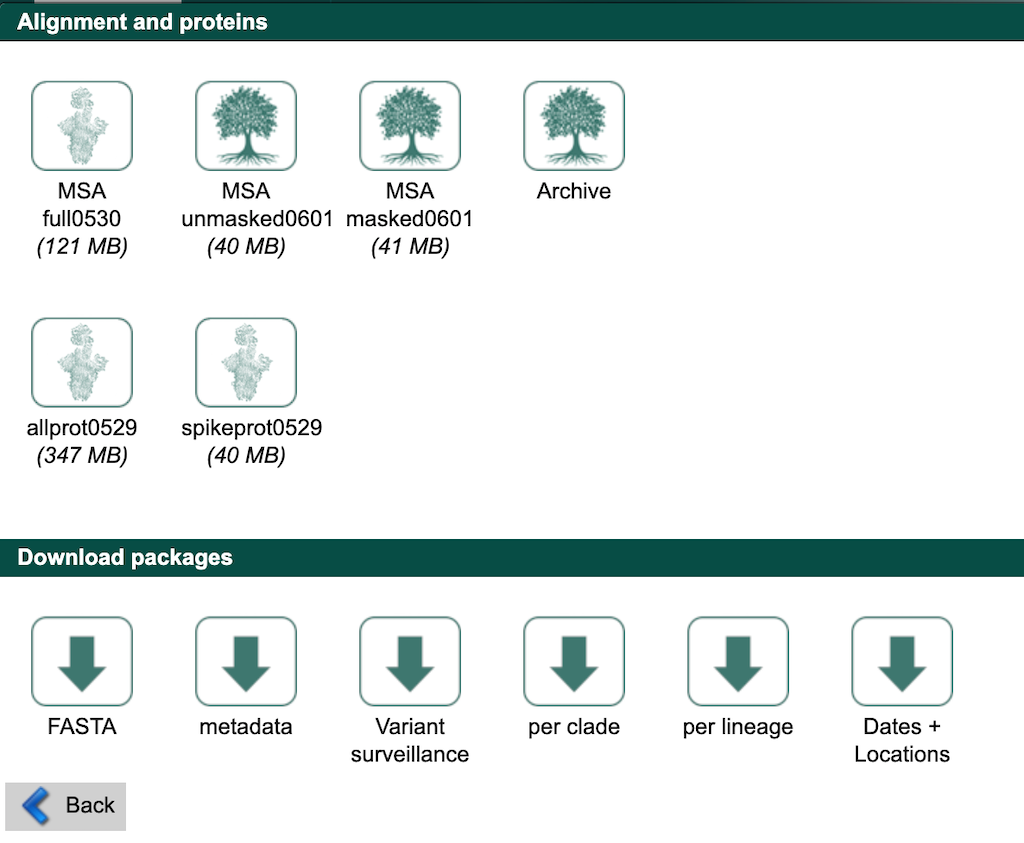 Alignment and proteins
MSA
full0530
(121 MB)
MSA
unmasked0601
(40 MB)
MSA
masked0601
(41 MB)
Archive
allprot0529
(347 MB)
spikeprot0529
(40 MB)
Download packages
FASTA
metadata
Variant
surveillance
per clade
per lineage
Dates +
Locations
Back